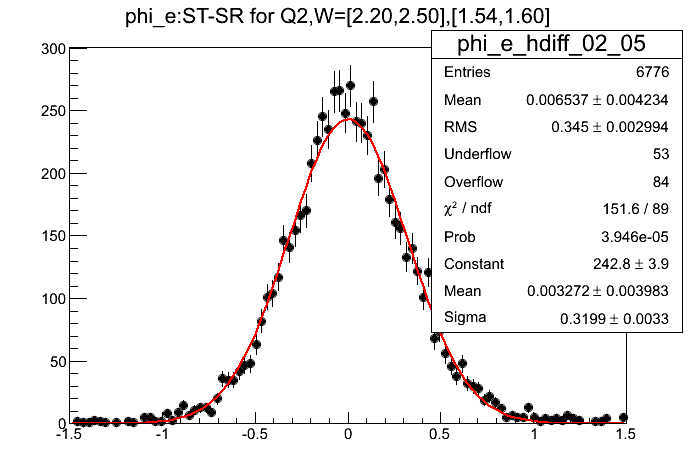 phi_e:ST-SR for Q2,W=[2.20,2.50],[1.54,1.60]
phi_e_hdiff_02_05
Entries 6776
Mean 0.006537 ± 0.004234
RMS 0.345 ± 0.002994
Underflow 53
Overflow 84
χ² / ndf 151.6 / 89
Prob 3.946e-05
Constant 242.8 ± 3.9
Mean 0.003272 ± 0.003983
Sigma 0.3199 ± 0.0033
300
250
200
150
100
50
0
-1.5 -1 -0.5 0 0.5 1 1.5